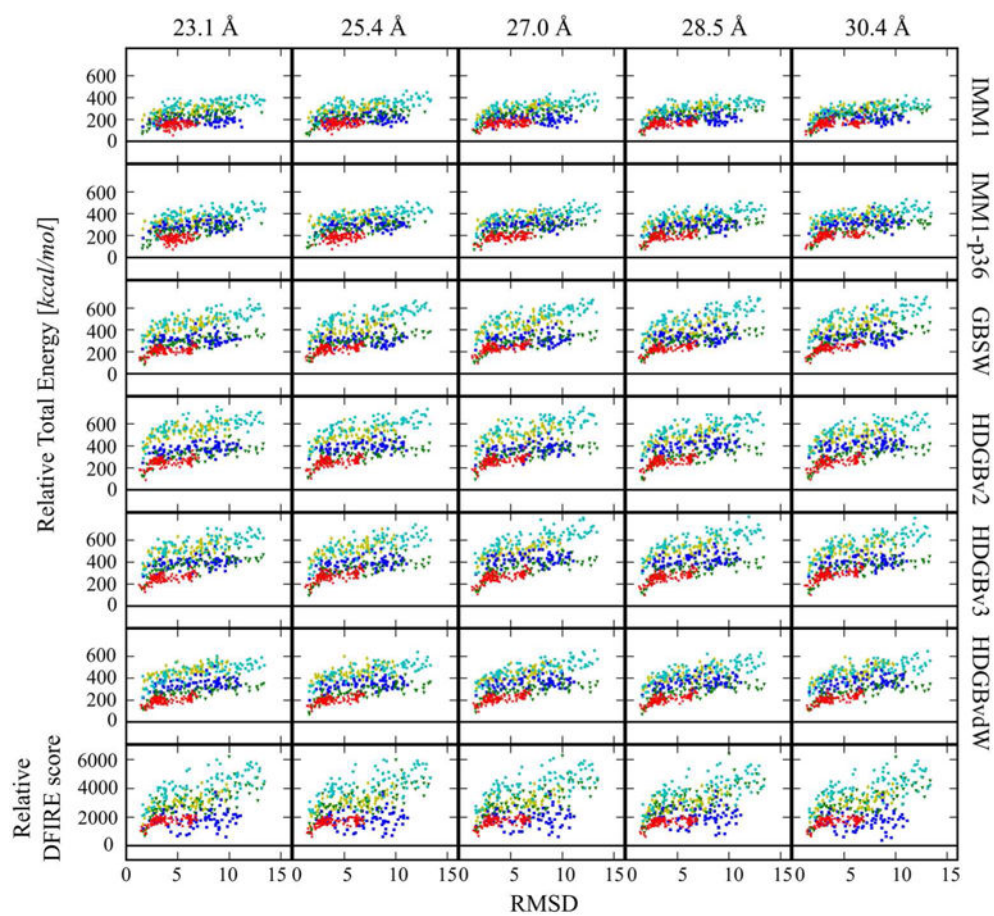 23.1 Å 25.4 Å 27.0 Å 28.5 Å 30.4 Å
600
400
200
0
IMM1
600
400
200
0
IMM1-p36
600
400
200
0
GBSW
600
400
200
0
HDGBv2
600
400
200
0
HDGBv3
600
400
200
0
HDGBvdW
Relative Total Energy [kcal/mol]
6000
4000
2000
0
Relative
DFIRE score
0 5 10 15 0 5 10 15 0 5 10 15 0 5 10 15 0 5 10 15
RMSD